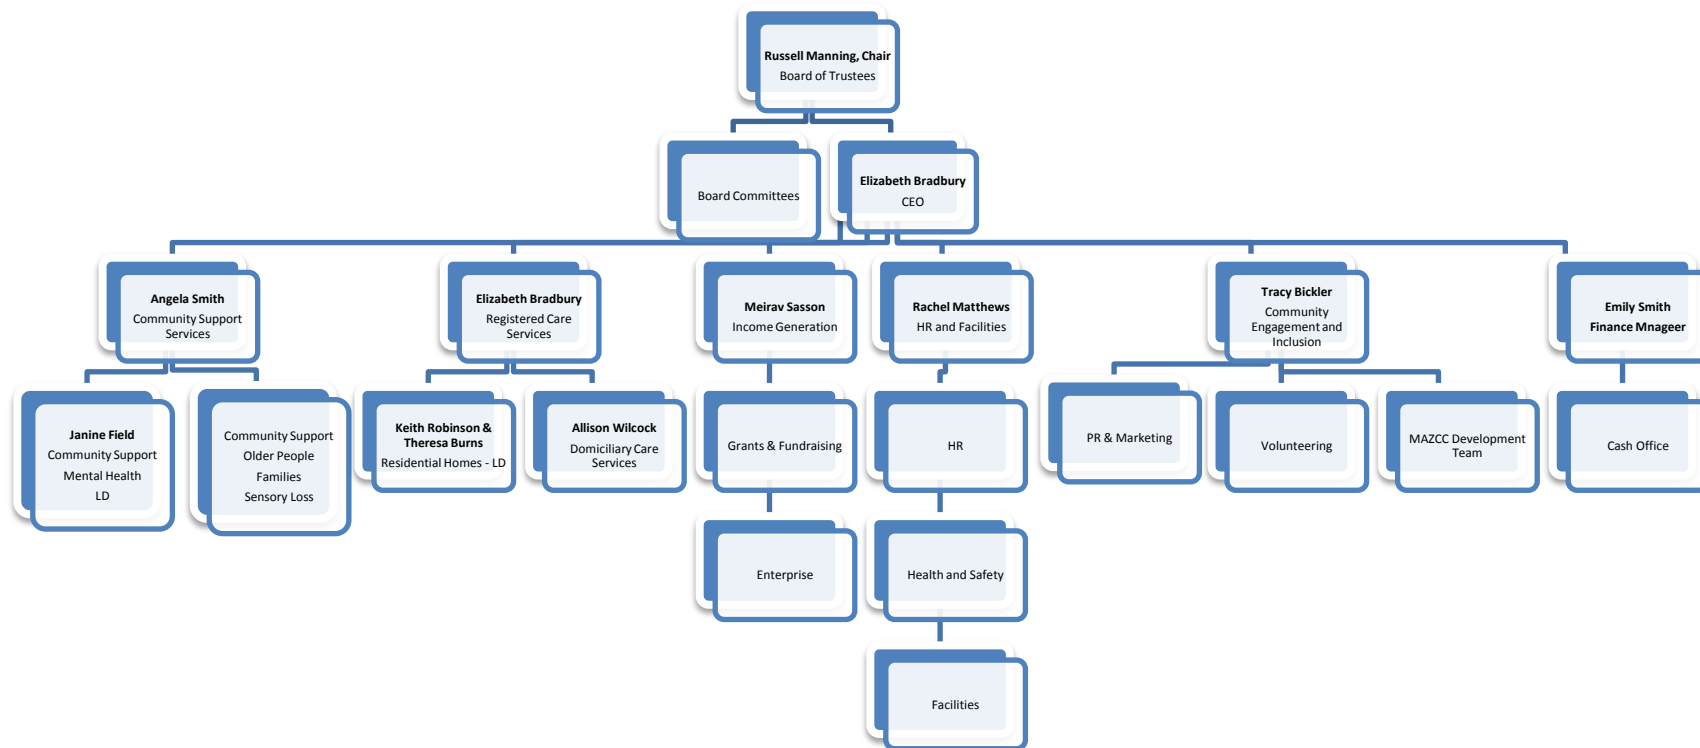 Russell Manning, Chair
Board of Trustees
Board Committees
Elizabeth Bradbury
CEO
Angela Smith
Community Support
Services
Elizabeth Bradbury
Registered Care
Services
Meirav Sasson
Income Generation
Rachel Matthews
HR and Facilities
Tracy Bickler
Community
Engagement and
Inclusion
Emily Smith
Finance Mnageer
Janine Field
Community Support
Mental Health
LD
Community Support
Older People
Families
Sensory Loss
Keith Robinson &
Theresa Burns
Residential Homes - LD
Allison Wilcock
Domiciliary Care
Services
Grants & Fundraising
HR
PR & Marketing
Volunteering
MAZCC Development
Team
Cash Office
Enterprise
Health and Safety
Facilities